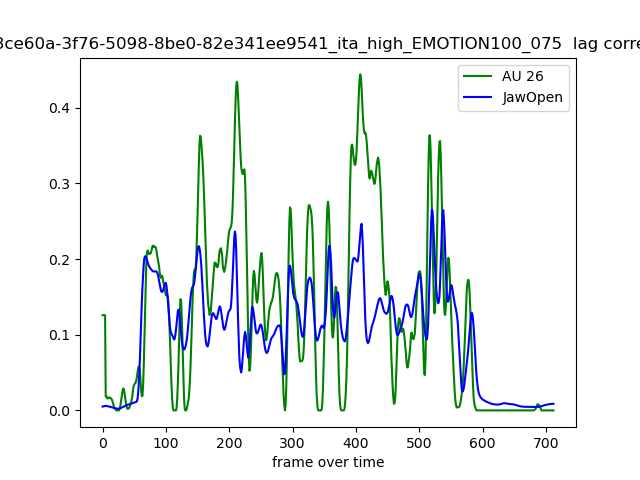 3ce60a-3f76-5098-8be0-82e341ee9541_ita_high_EMOTION100_075 lag corre
AU 26
JawOpen
0.4
0.3
0.2
0.1
0.0
0 100 200 300 400 500 600 700
frame over time